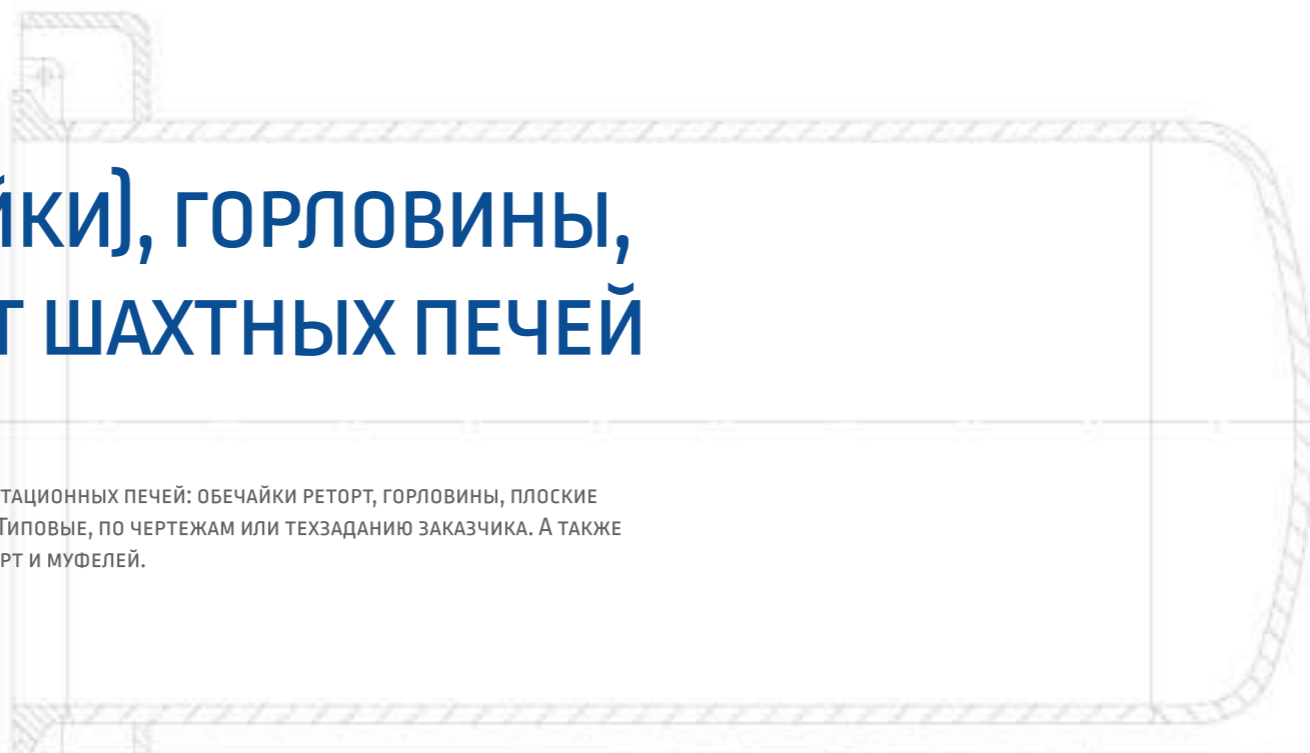 ЙКИ), ГОРЛОВИНЫ,
Т ШАХТНЫХ ПЕЧЕЙ
ТАЦИОННЫХ ПЕЧЕЙ: ОБЕЧАЙКИ РЕТОРТ, ГОРЛОВИНЫ, ПЛОСКИЕ
ТИПОВЫЕ, ПО ЧЕРТЕЖАМ ИЛИ ТЕХЗАДАНИЮ ЗАКАЗЧИКА. А ТАКЖЕ
РТ И МУФЕЛЕЙ.